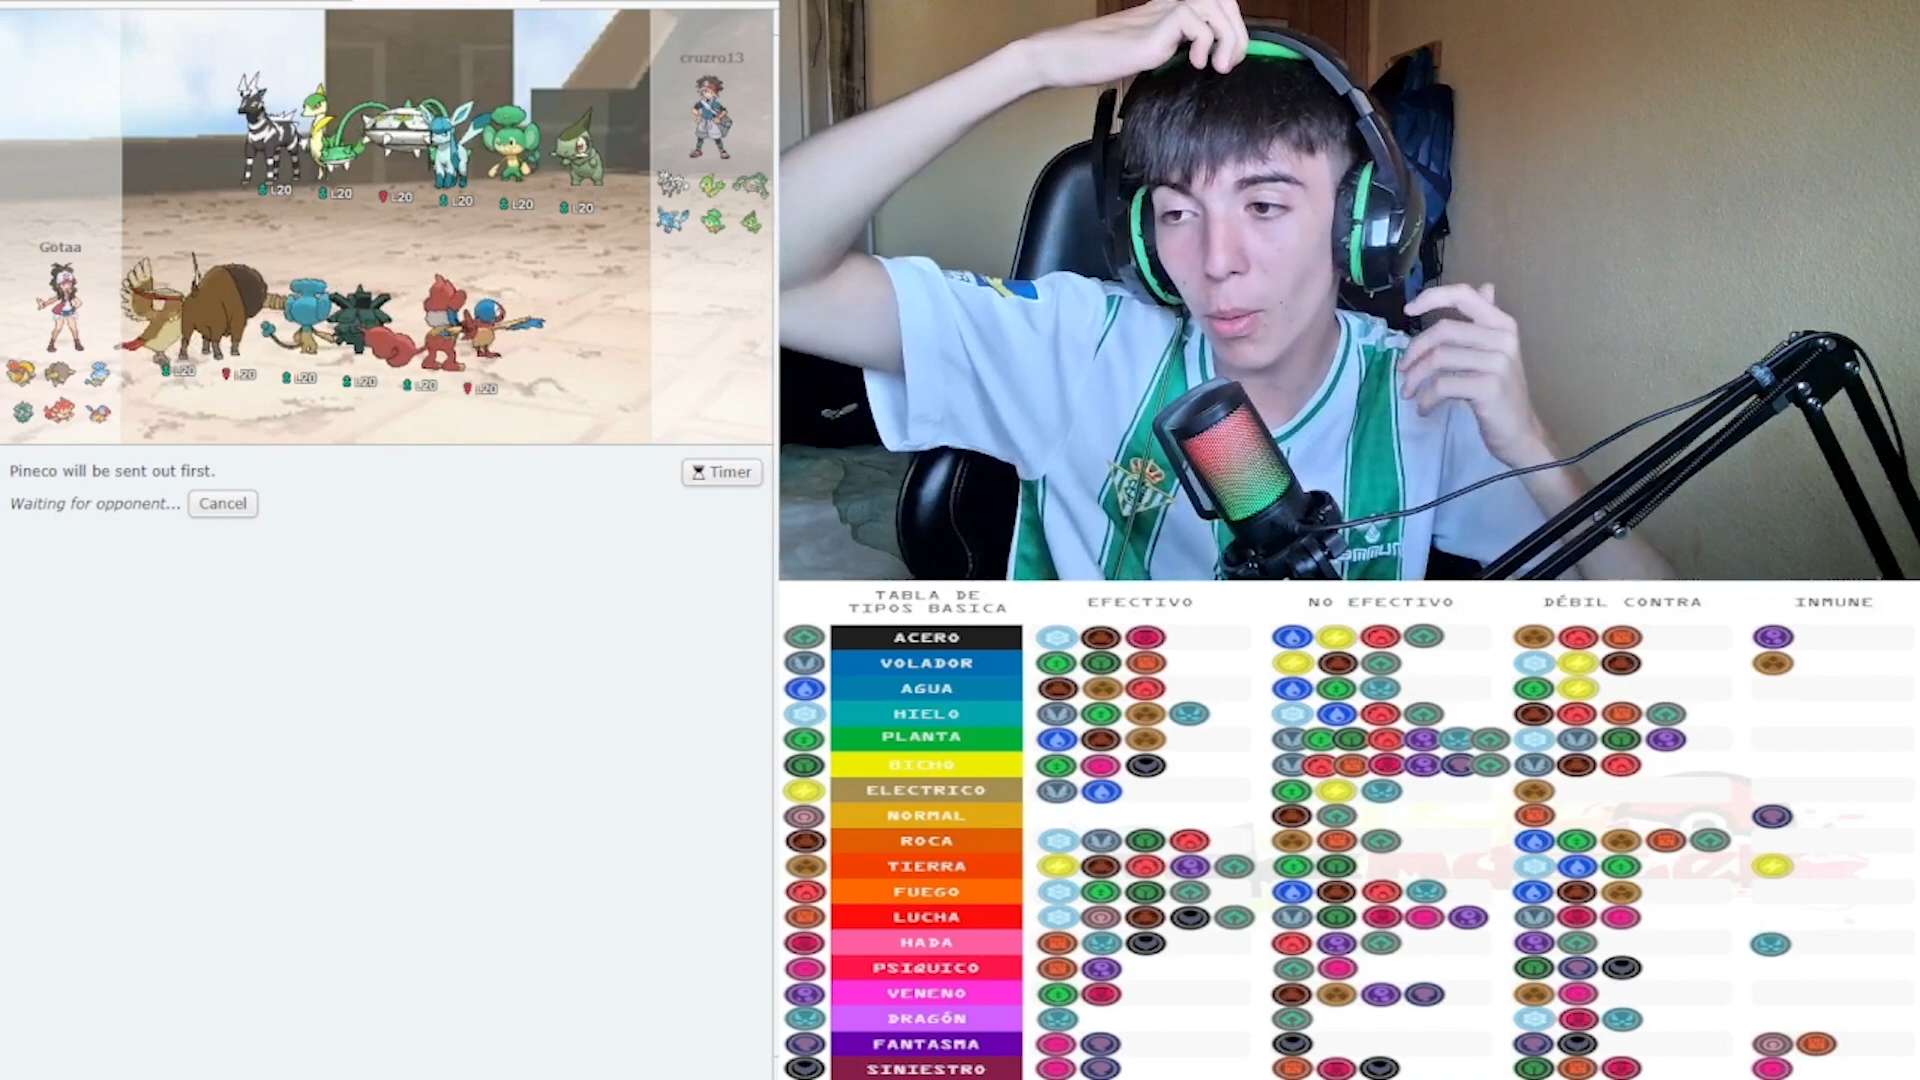 cruzro13
L20
L20
L20
L20
L20
L20
Gotaa
L20
L20
L20
L20
L20
L20
Pineco will be sent out first.
Timer
Waiting for opponent...
Cancel
TABLA DE
TIPOS BASICA
EFECTIVO
NO EFECTIVO
DÉBIL CONTRA
INMUNE
ACERO
VOLADOR
AGUA
HIELO
PLANTA
BICHO
ELECTRICO
NORMAL
ROCA
TIERRA
FUEGO
LUCHA
HADA
PSIQUICO
VENENO
DRAGÓN
FANTASMA
SINIESTRO